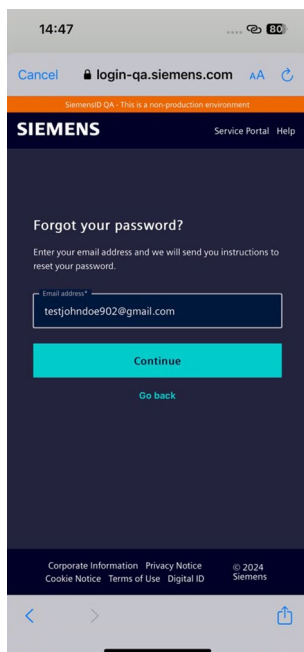 14:47
80
Cancel login-qa.siemens.com AA
SiemensID QA - This is a non-production environment
SIEMENS Service Portal Help
Forgot your password?
Enter your email address and we will send you instructions to
reset your password.
Email address*
testjohndoe902@gmail.com
Continue
Go back
Corporate Information Privacy Notice © 2024
Cookie Notice Terms of Use Digital ID Siemens